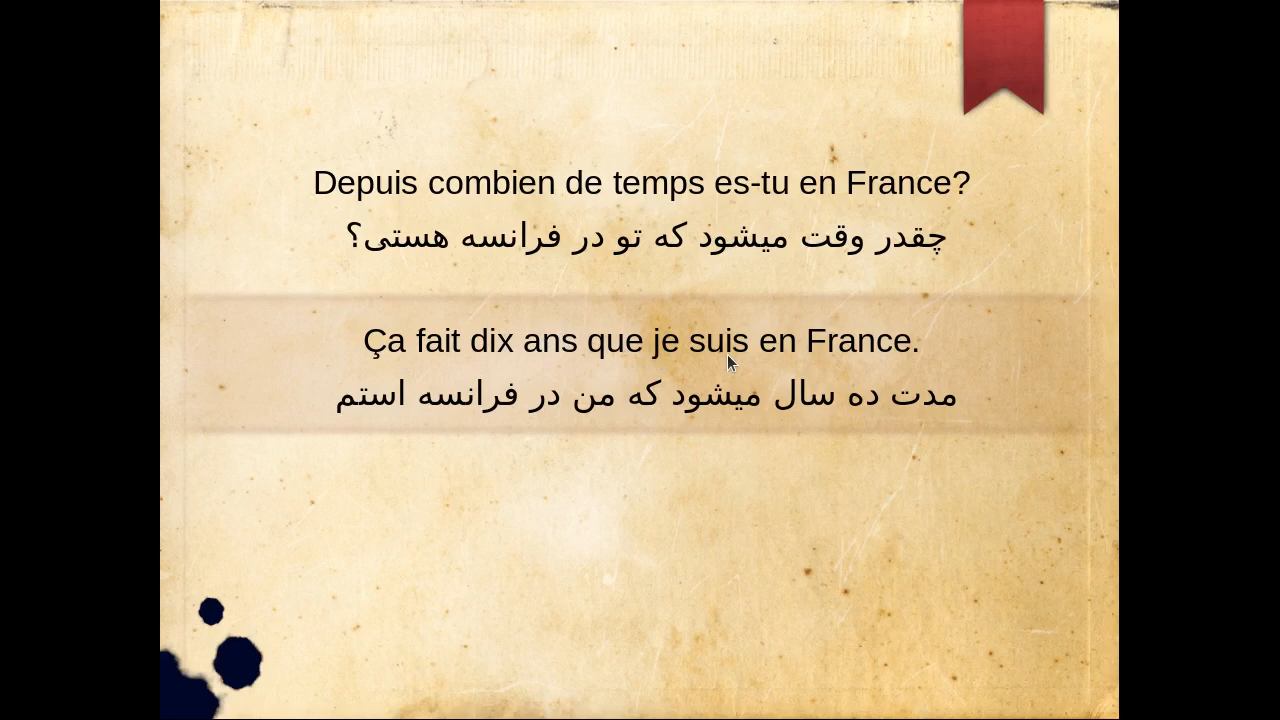 Depuis combien de temps es-tu en France?
چقدر وقت میشود که تو در فرانسه هستی؟
Ça fait dix ans que je suis en France.
مدت ده سال میشود که من در فرانسه استم